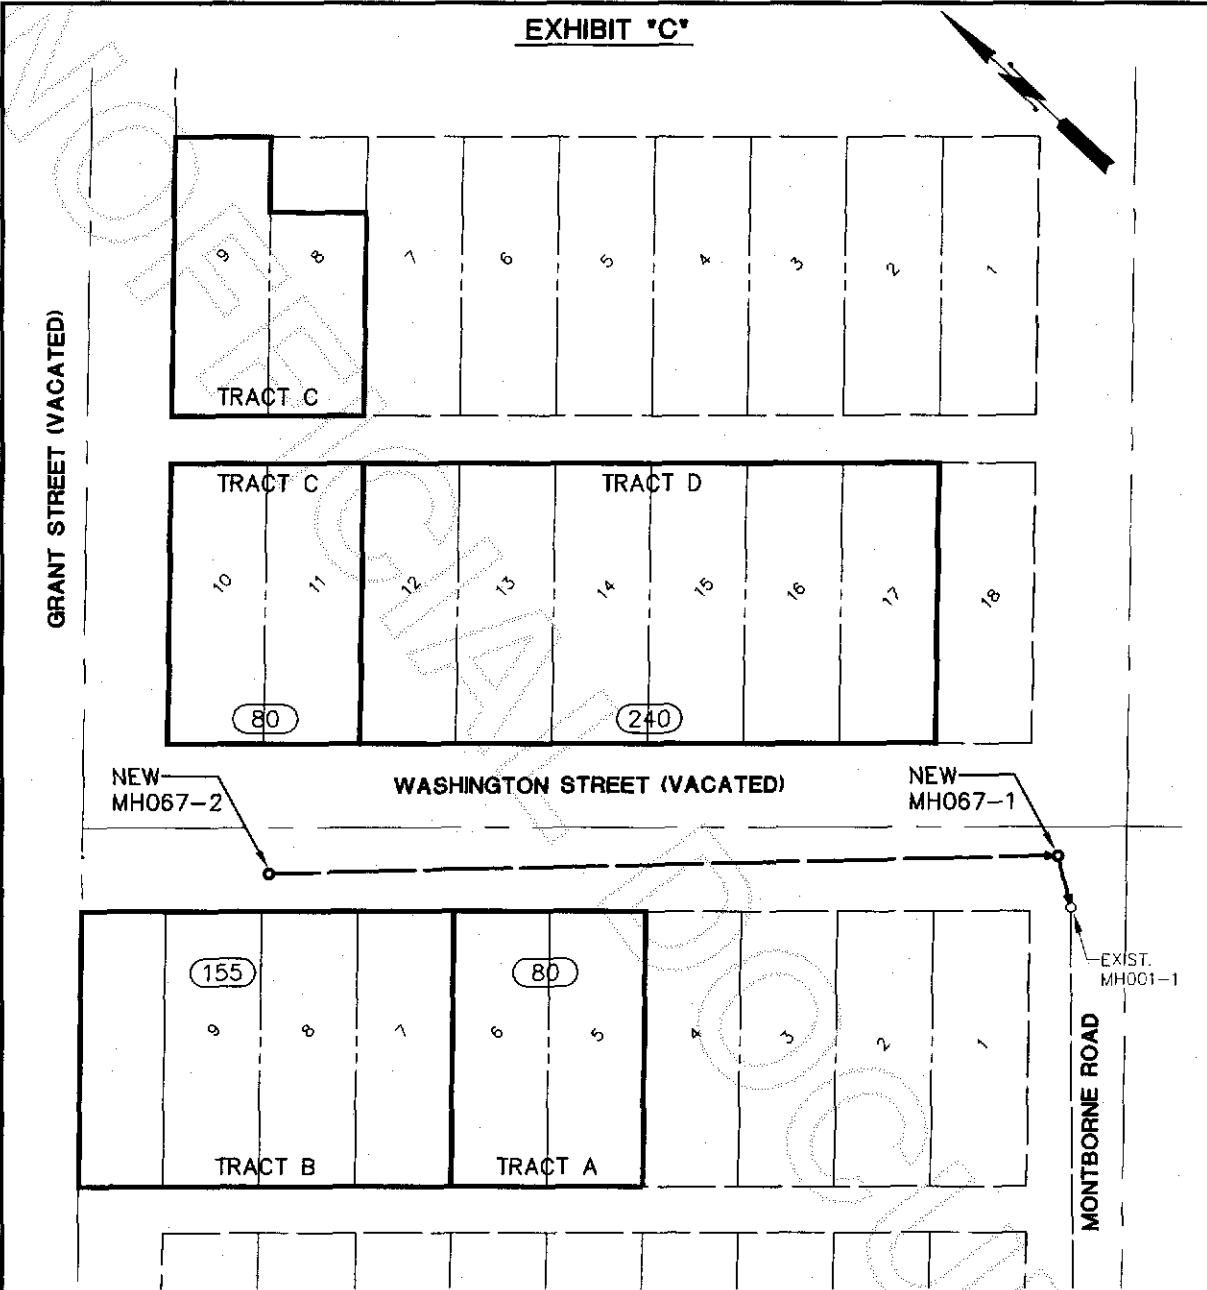 EXHIBIT "C"
9 8 7 6 5 4 3 2 1
TRACT C
GRANT STREET (VACATED)
TRACT C TRACT D
10 11 12 13 14 15 16 17 18
80 240
WASHINGTON STREET (VACATED)
NEW
MH067-2
NEW
MH067-1
EXIST.
MH001-1
155 80
9 8 7 6 5 4 3 2 1
TRACT B TRACT A
MONTBORNE ROAD
UNOFFICIAL DOCUM